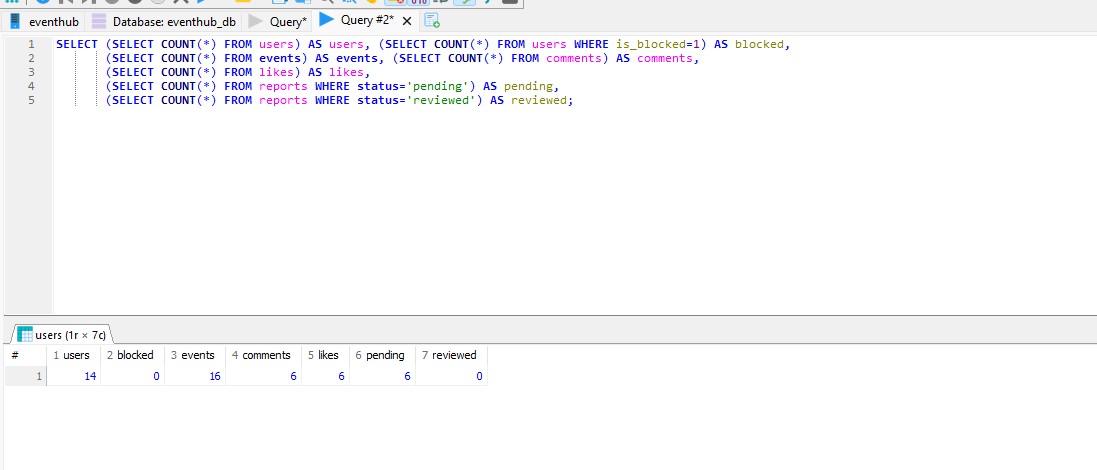 eventhub Database: eventhub_db Query* Query #2*
1 SELECT (SELECT COUNT(*) FROM users) AS users, (SELECT COUNT(*) FROM users WHERE is_blocked=1) AS blocked,
2 (SELECT COUNT(*) FROM events) AS events, (SELECT COUNT(*) FROM comments) AS comments,
3 (SELECT COUNT(*) FROM likes) AS likes,
4 (SELECT COUNT(*) FROM reports WHERE status='pending') AS pending,
5 (SELECT COUNT(*) FROM reports WHERE status='reviewed') AS reviewed;
users (1r × 7c)
# 1 users 2 blocked 3 events 4 comments 5 likes 6 pending 7 reviewed
1 14 0 16 6 6 6 0